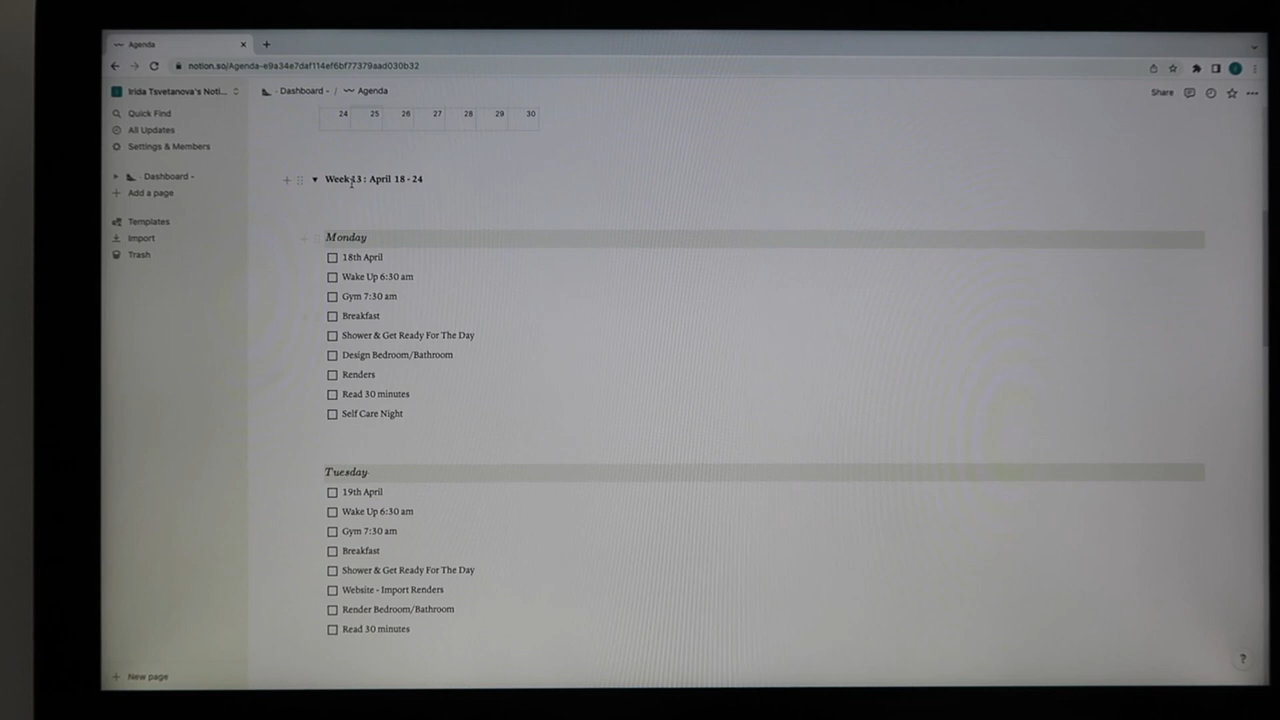 Agenda
notion.so/Agenda-e9a34e7daf114ef6bf77379aad030b32
Irida Tsvetanova's Noti...
- Dashboard - / Agenda
Share
Quick Find
All Updates
Settings & Members
- Dashboard -
Add a page
Templates
Import
Trash
24 25 26 27 28 29 30
Week 13 : April 18 - 24
Monday
18th April
Wake Up 6:30 am
Gym 7:30 am
Breakfast
Shower & Get Ready For The Day
Design Bedroom/Bathroom
Renders
Read 30 minutes
Self Care Night
Tuesday
19th April
Wake Up 6:30 am
Gym 7:30 am
Breakfast
Shower & Get Ready For The Day
Website - Import Renders
Render Bedroom/Bathroom
Read 30 minutes
New page
?